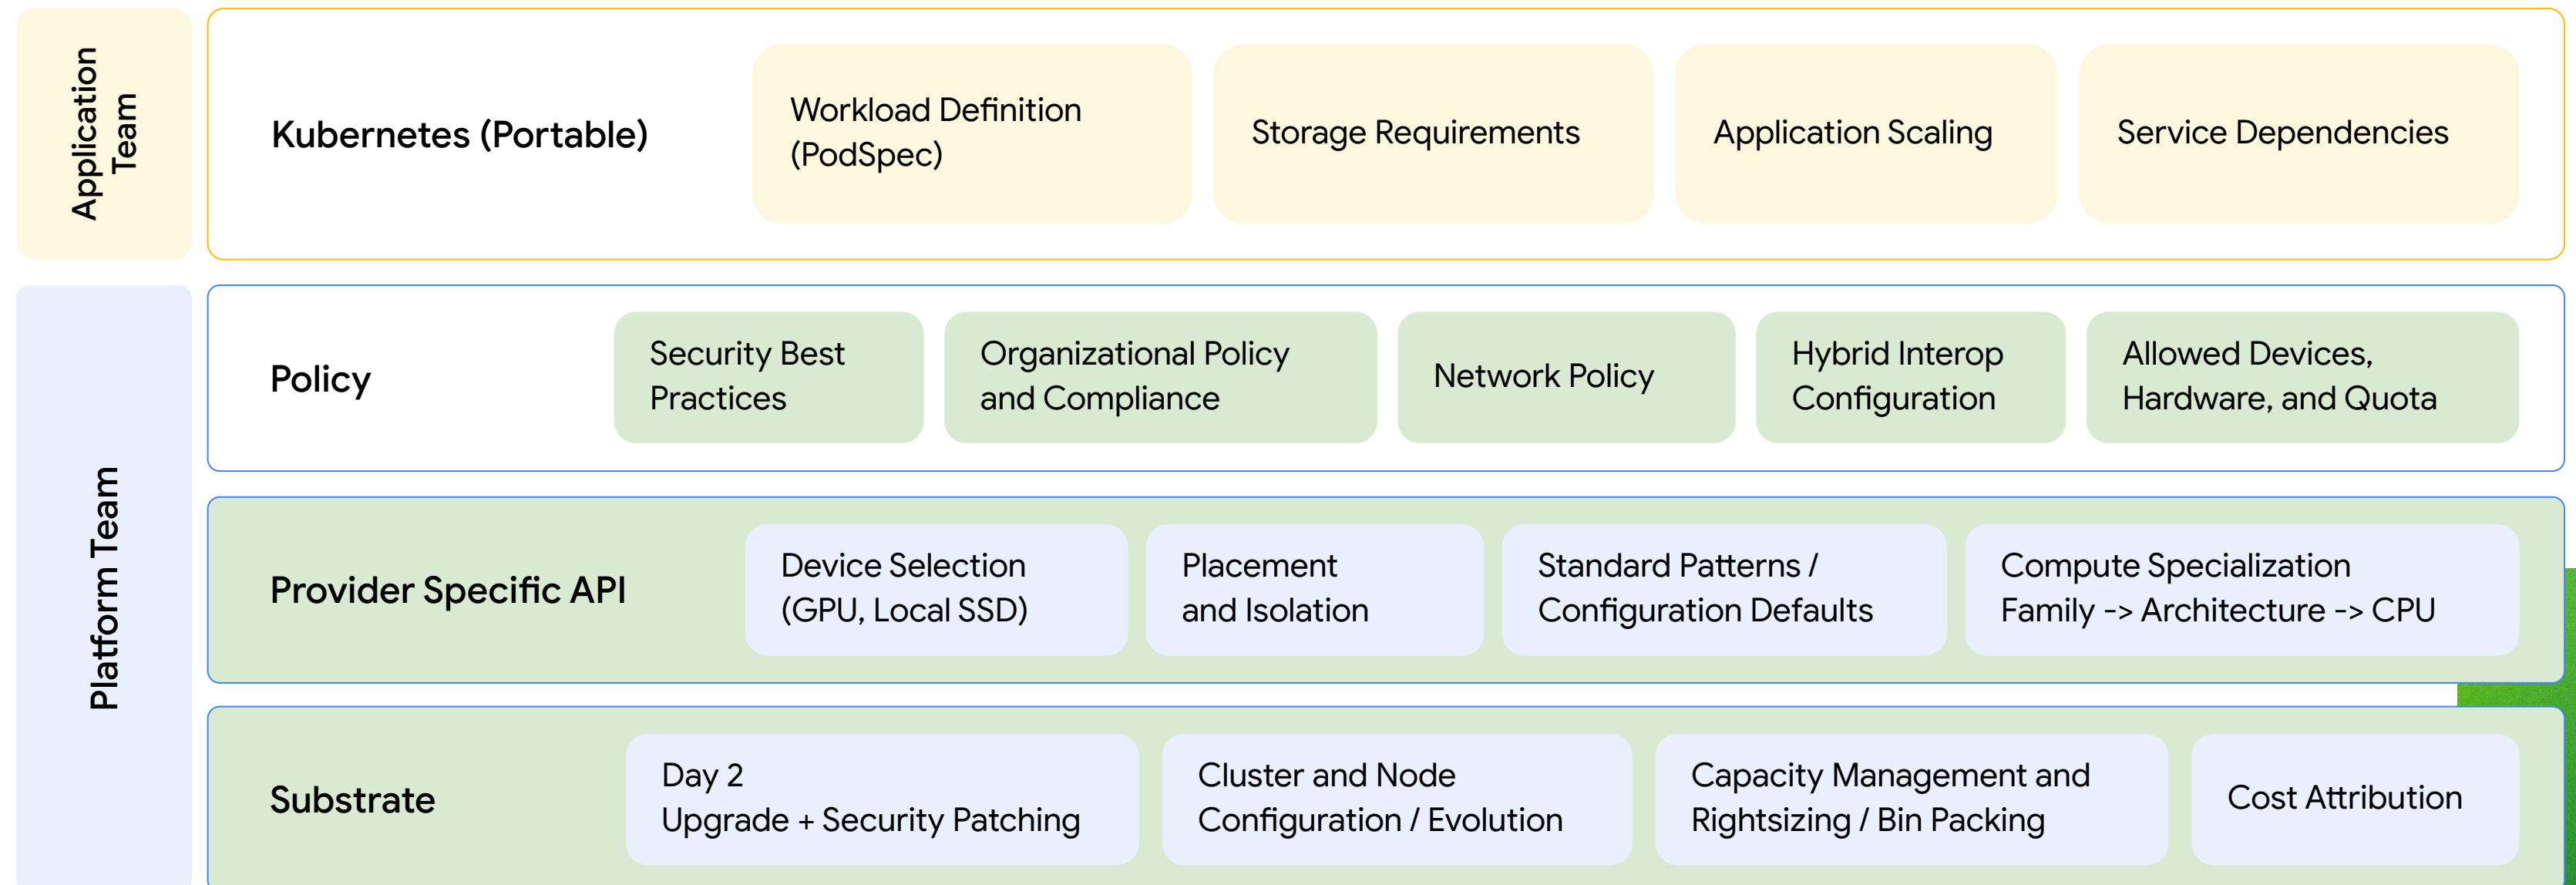 Application
Team
Kubernetes (Portable)
Workload Definition
(PodSpec)
Storage Requirements
Application Scaling
Service Dependencies
Platform Team
Policy
Security Best
Practices
Organizational Policy
and Compliance
Network Policy
Hybrid Interop
Configuration
Allowed Devices,
Hardware, and Quota
Provider Specific API
Device Selection
(GPU, Local SSD)
Placement
and Isolation
Standard Patterns /
Configuration Defaults
Compute Specialization
Family -> Architecture -> CPU
Substrate
Day 2
Upgrade + Security Patching
Cluster and Node
Configuration / Evolution
Capacity Management and
Rightsizing / Bin Packing
Cost Attribution